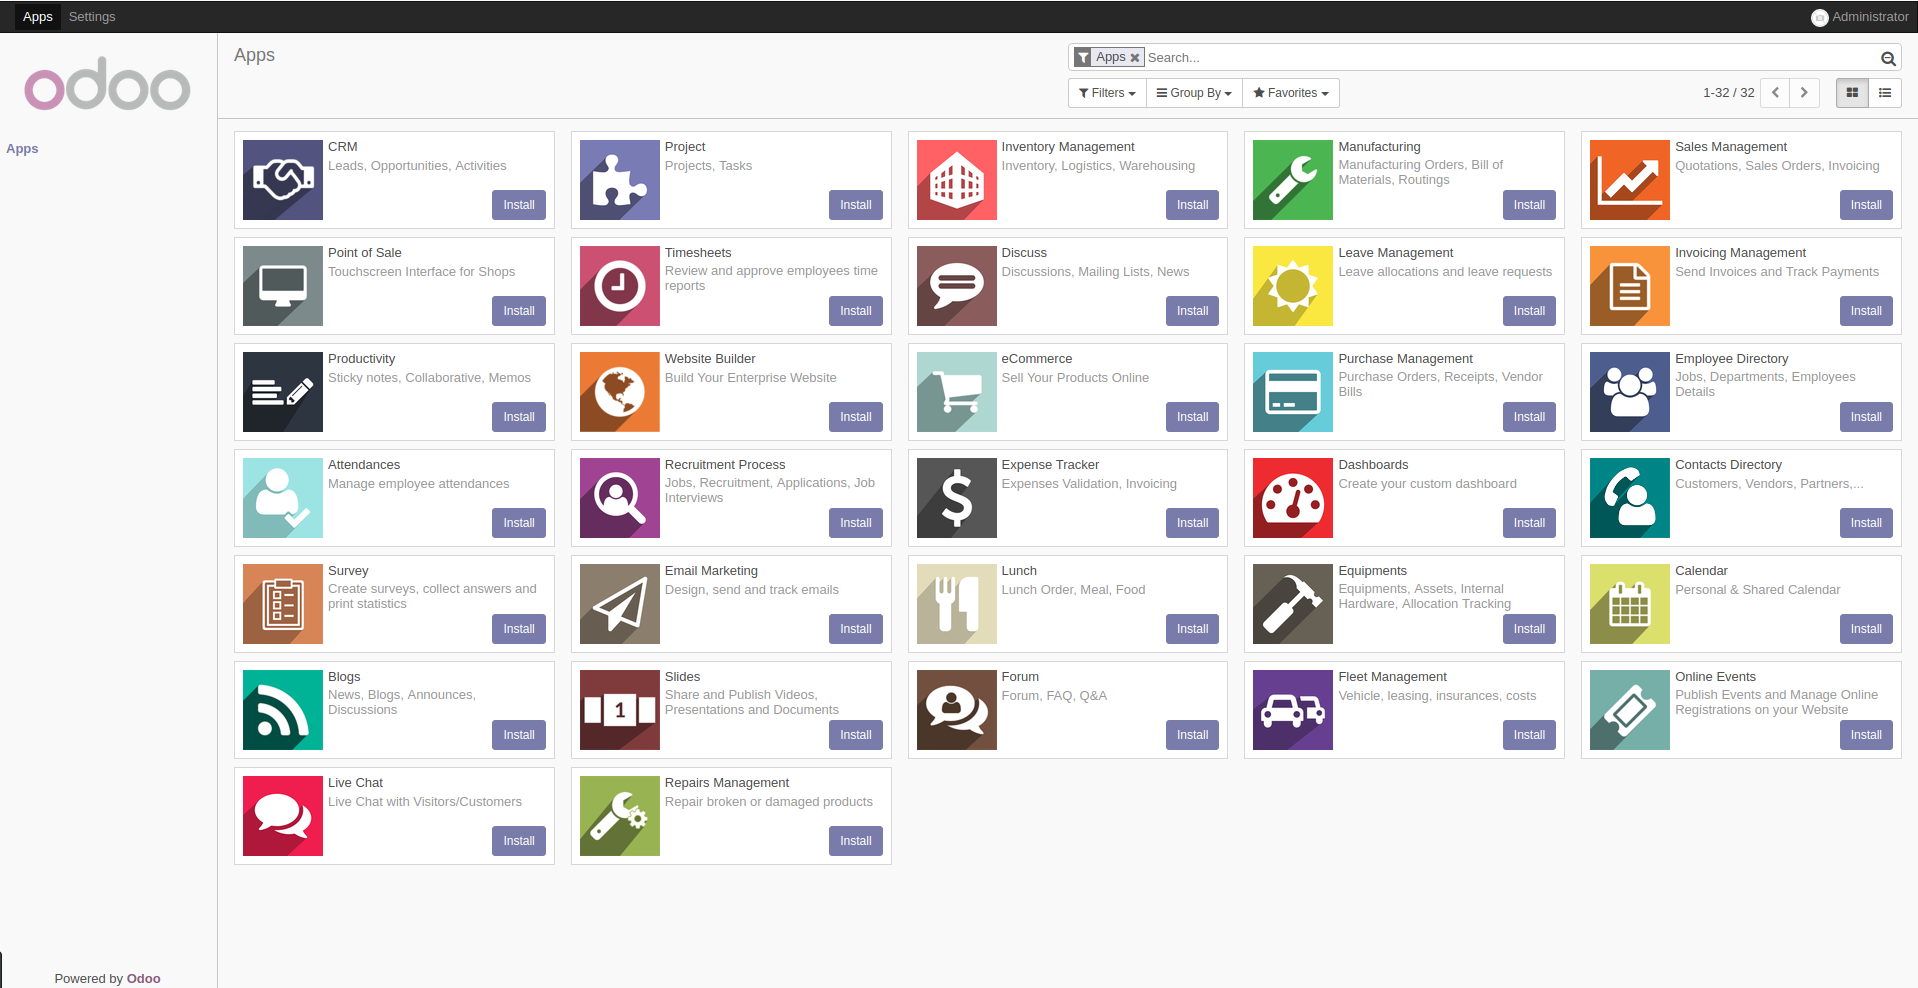 Apps Settings Administrator
odoo
Apps
Apps
Apps Search...
Filters Group By Favorites 1-32 / 32
CRM
Leads, Opportunities, Activities
Install
Project
Projects, Tasks
Install
Inventory Management
Inventory, Logistics, Warehousing
Install
Manufacturing
Manufacturing Orders, Bill of
Materials, Routings
Install
Sales Management
Quotations, Sales Orders, Invoicing
Install
Point of Sale
Touchscreen Interface for Shops
Install
Timesheets
Review and approve employees time
reports
Install
Discuss
Discussions, Mailing Lists, News
Install
Leave Management
Leave allocations and leave requests
Install
Invoicing Management
Send Invoices and Track Payments
Install
Productivity
Sticky notes, Collaborative, Memos
Install
Website Builder
Build Your Enterprise Website
Install
eCommerce
Sell Your Products Online
Install
Purchase Management
Purchase Orders, Receipts, Vendor
Bills
Install
Employee Directory
Jobs, Departments, Employees
Details
Install
Attendances
Manage employee attendances
Install
Recruitment Process
Jobs, Recruitment, Applications, Job
Interviews
Install
$
Expense Tracker
Expenses Validation, Invoicing
Install
Dashboards
Create your custom dashboard
Install
Contacts Directory
Customers, Vendors, Partners,...
Install
Survey
Create surveys, collect answers and
print statistics
Install
Email Marketing
Design, send and track emails
Install
Lunch
Lunch Order, Meal, Food
Install
Equipments
Equipments, Assets, Internal
Hardware, Allocation Tracking
Install
Calendar
Personal & Shared Calendar
Install
Blogs
News, Blogs, Announces,
Discussions
Install
1
Slides
Share and Publish Videos,
Presentations and Documents
Install
Forum
Forum, FAQ, Q&A
Install
Fleet Management
Vehicle, leasing, insurances, costs
Install
Online Events
Publish Events and Manage Online
Registrations on your Website
Install
Live Chat
Live Chat with Visitors/Customers
Install
Repairs Management
Repair broken or damaged products
Install
Powered by Odoo